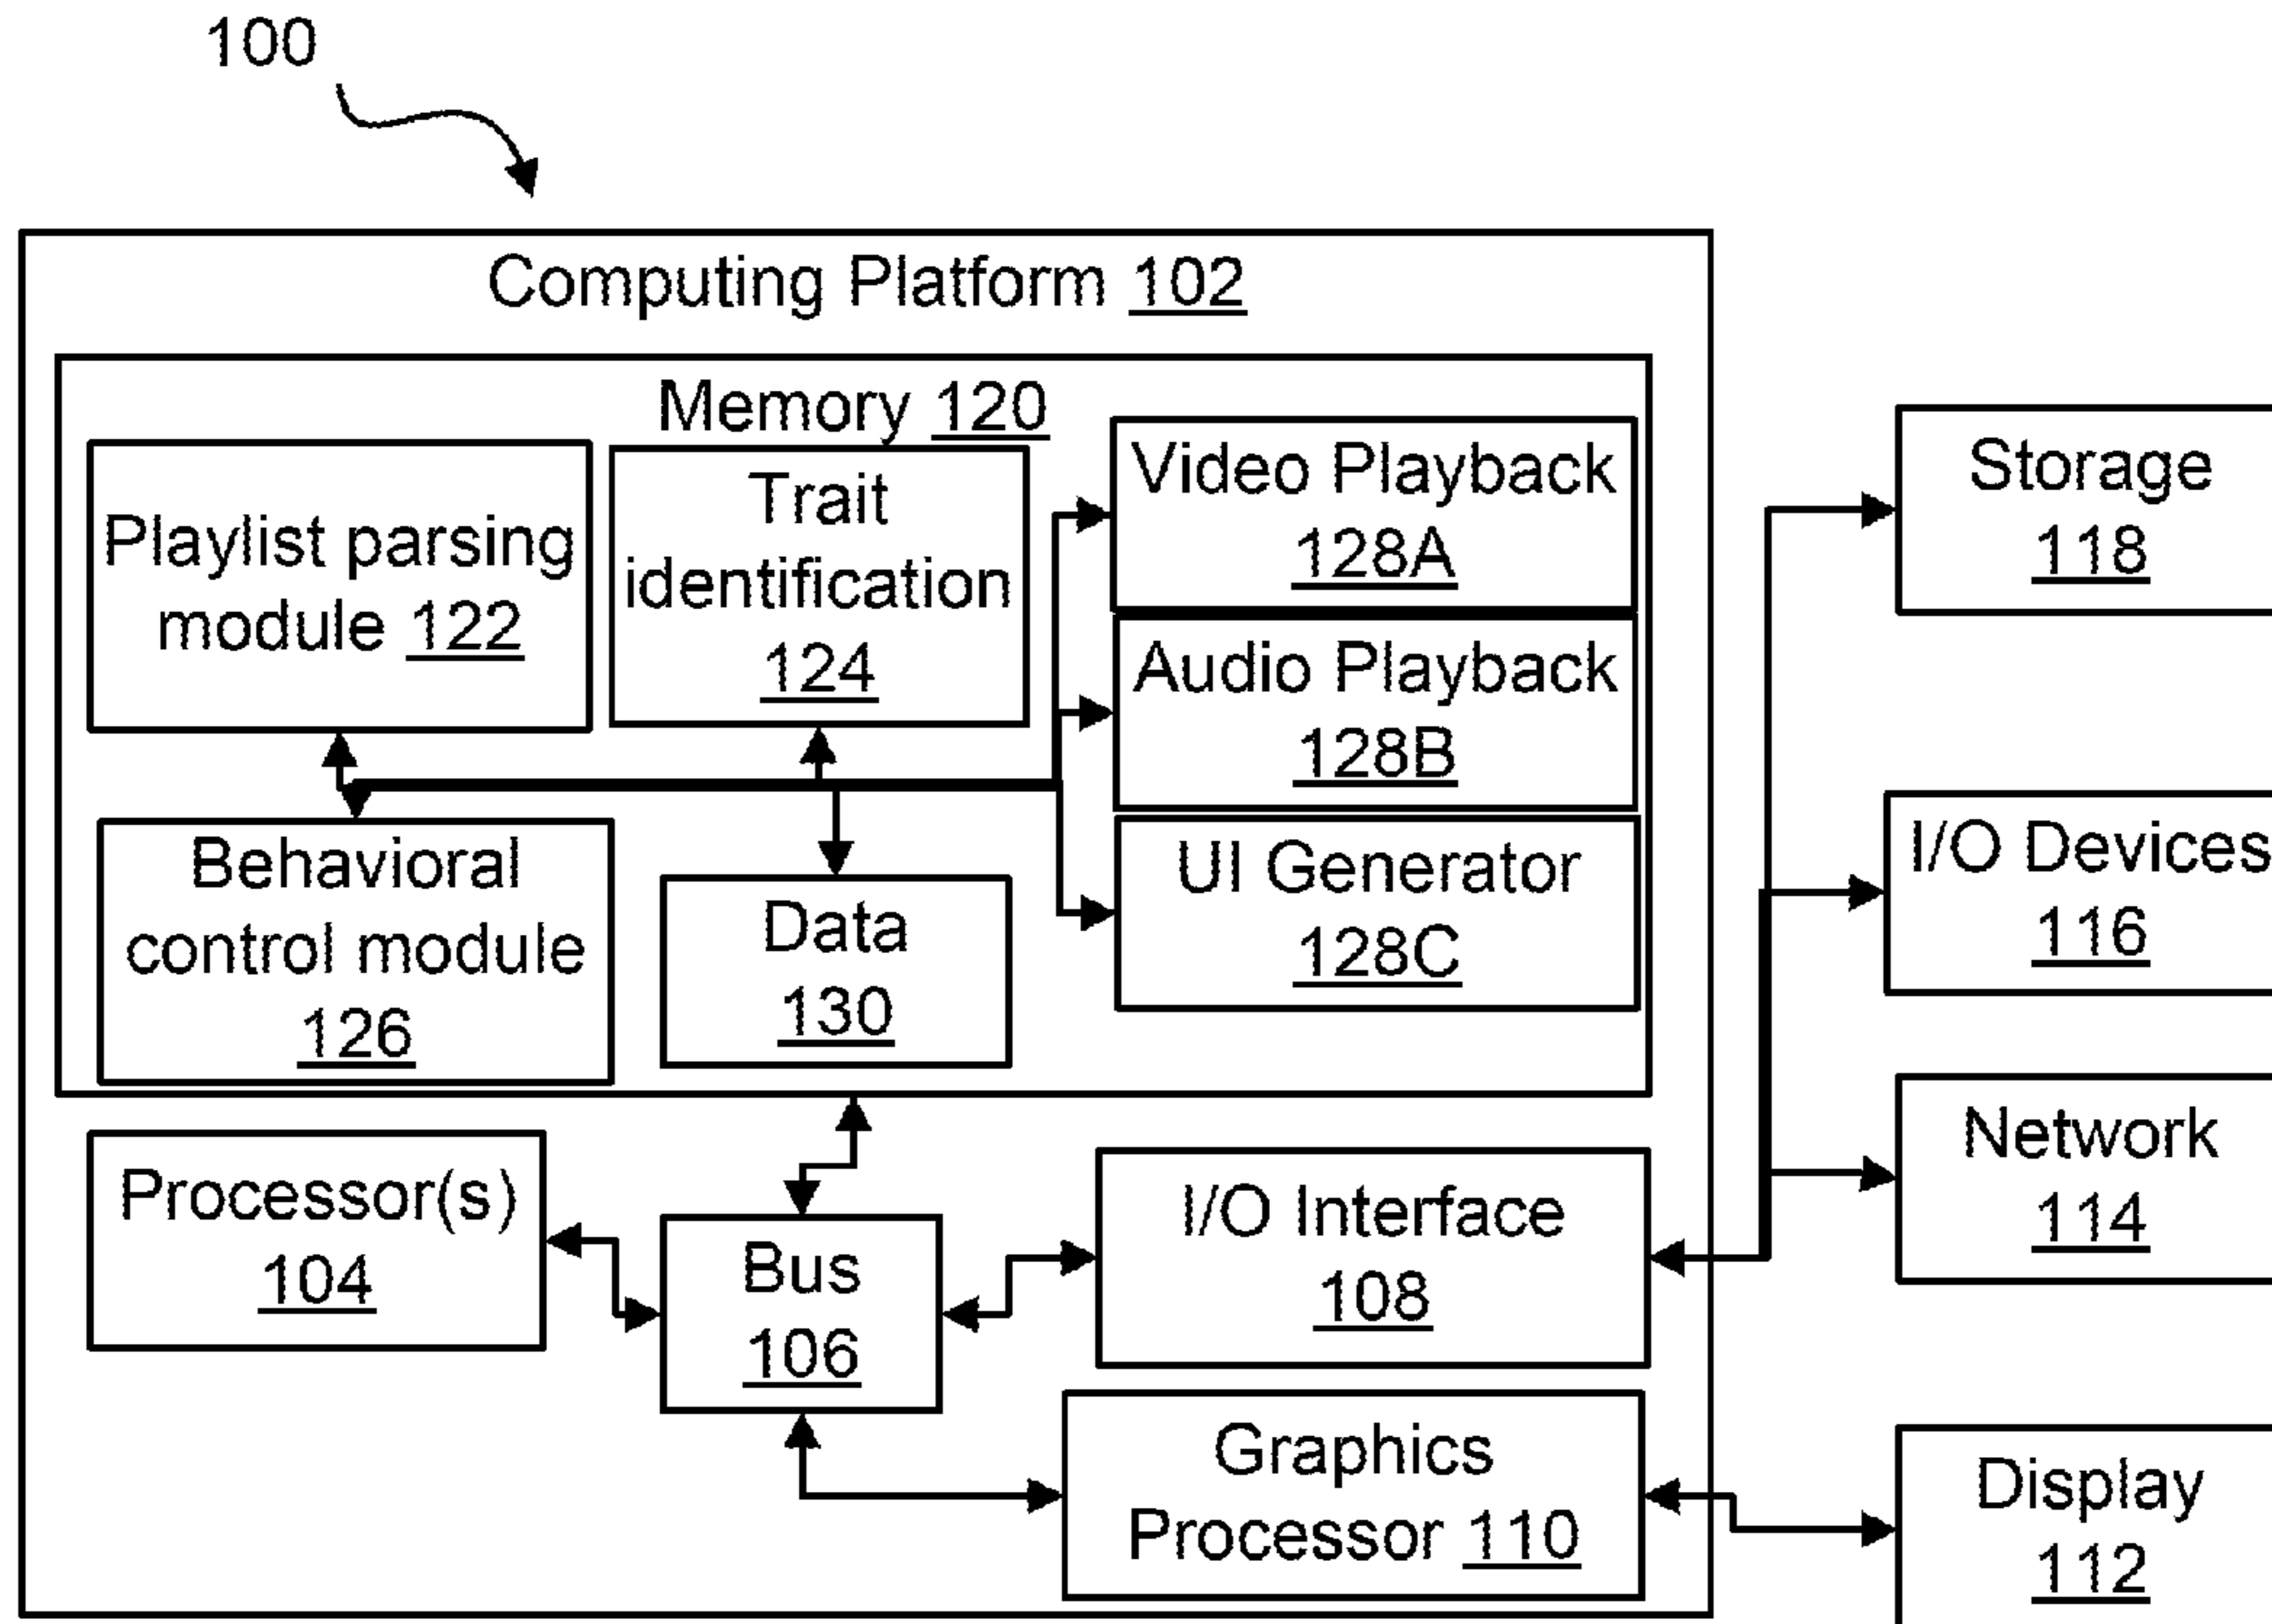 100
Computing Platform 102
Memory 120
Playlist parsing
module 122
Trait
identification
124
Video Playback
128A
Audio Playback
128B
UI Generator
128C
Behavioral
control module
126
Data
130
Processor(s)
104
Bus
106
I/O Interface
108
Graphics
Processor 110
Storage
118
I/O Devices
116
Network
114
Display
112